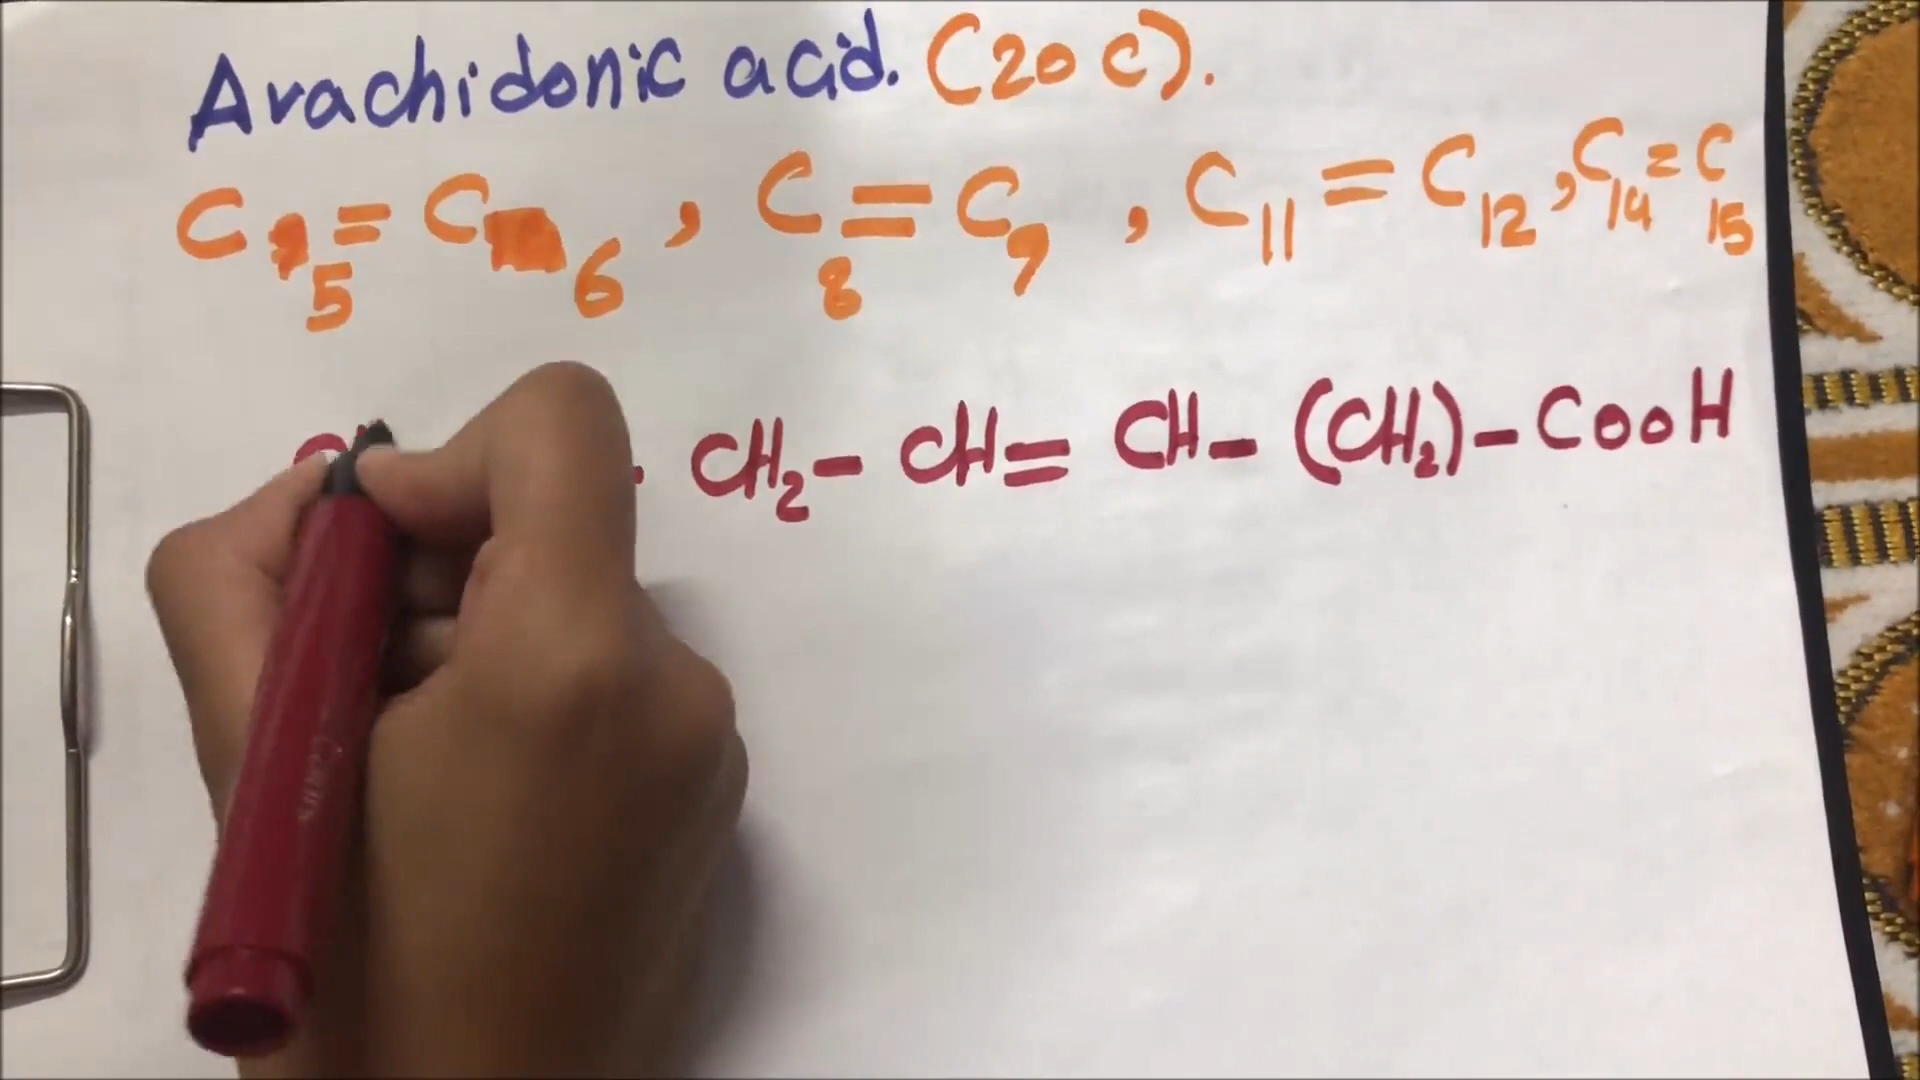 Arachidonic acid. (20 C).
C5 = C6 , C8 = C9 , C11 = C12 , C14 = C15
CH2 - CH = CH - (CH2) - COOH